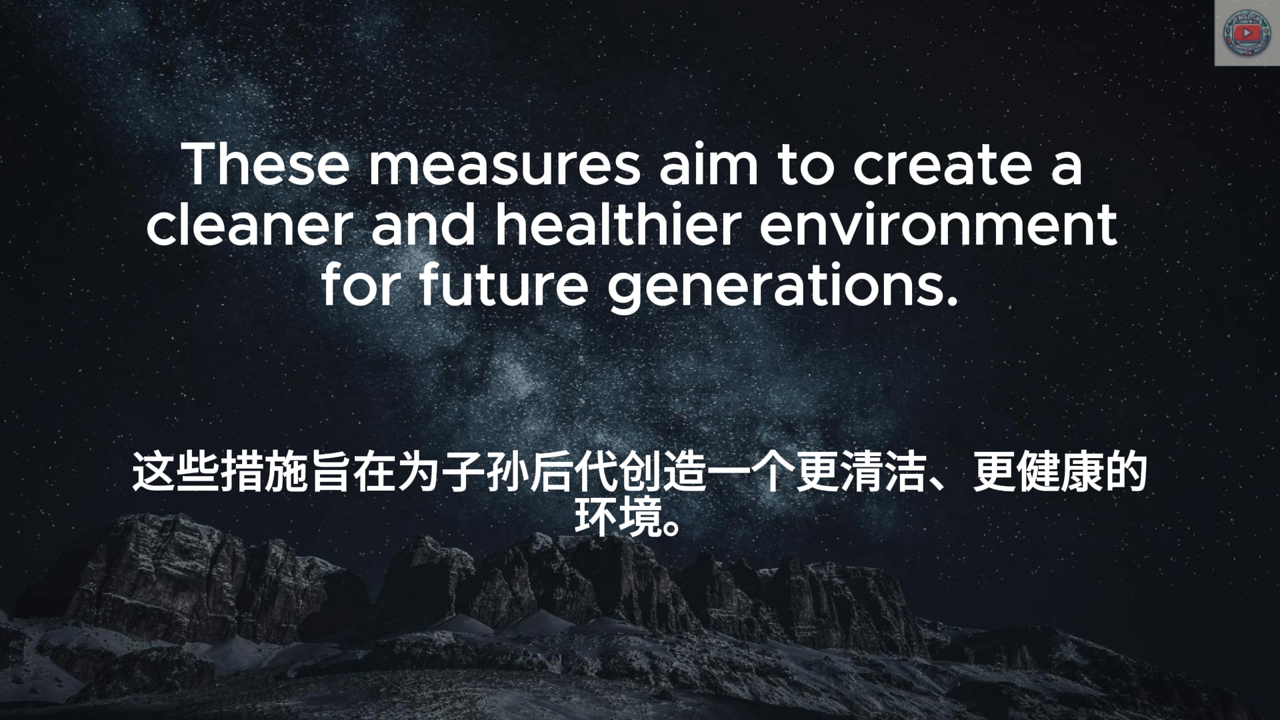 These measures aim to create a
cleaner and healthier environment
for future generations.
这些措施旨在为子孙后代创造一个更清洁、更健康的
环境。